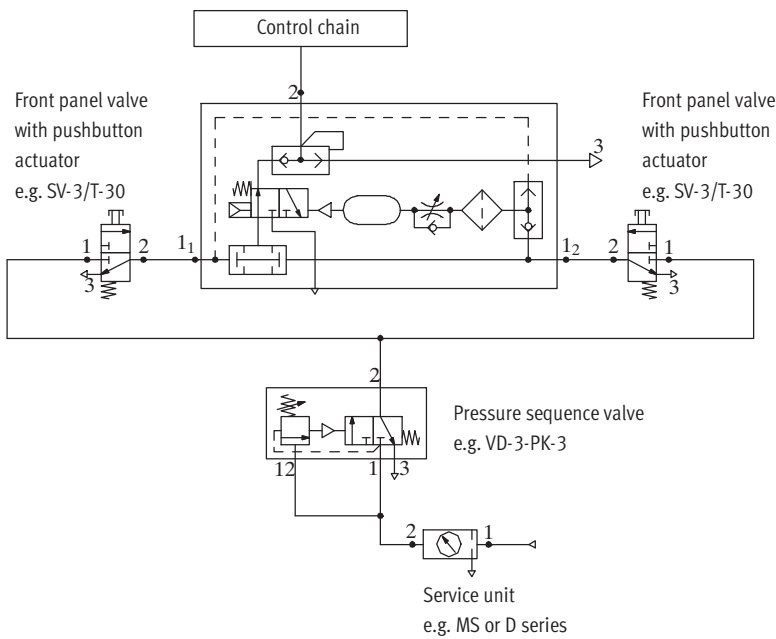 Control chain
2
Front panel valve
with pushbutton
actuator
e.g. SV-3/T-30
Front panel valve
with pushbutton
actuator
e.g. SV-3/T-30
3
1 2 1₁
3
1₂ 2 1
3
2
Pressure sequence valve
e.g. VD-3-PK-3
12 1 3
2 1
Service unit
e.g. MS or D series